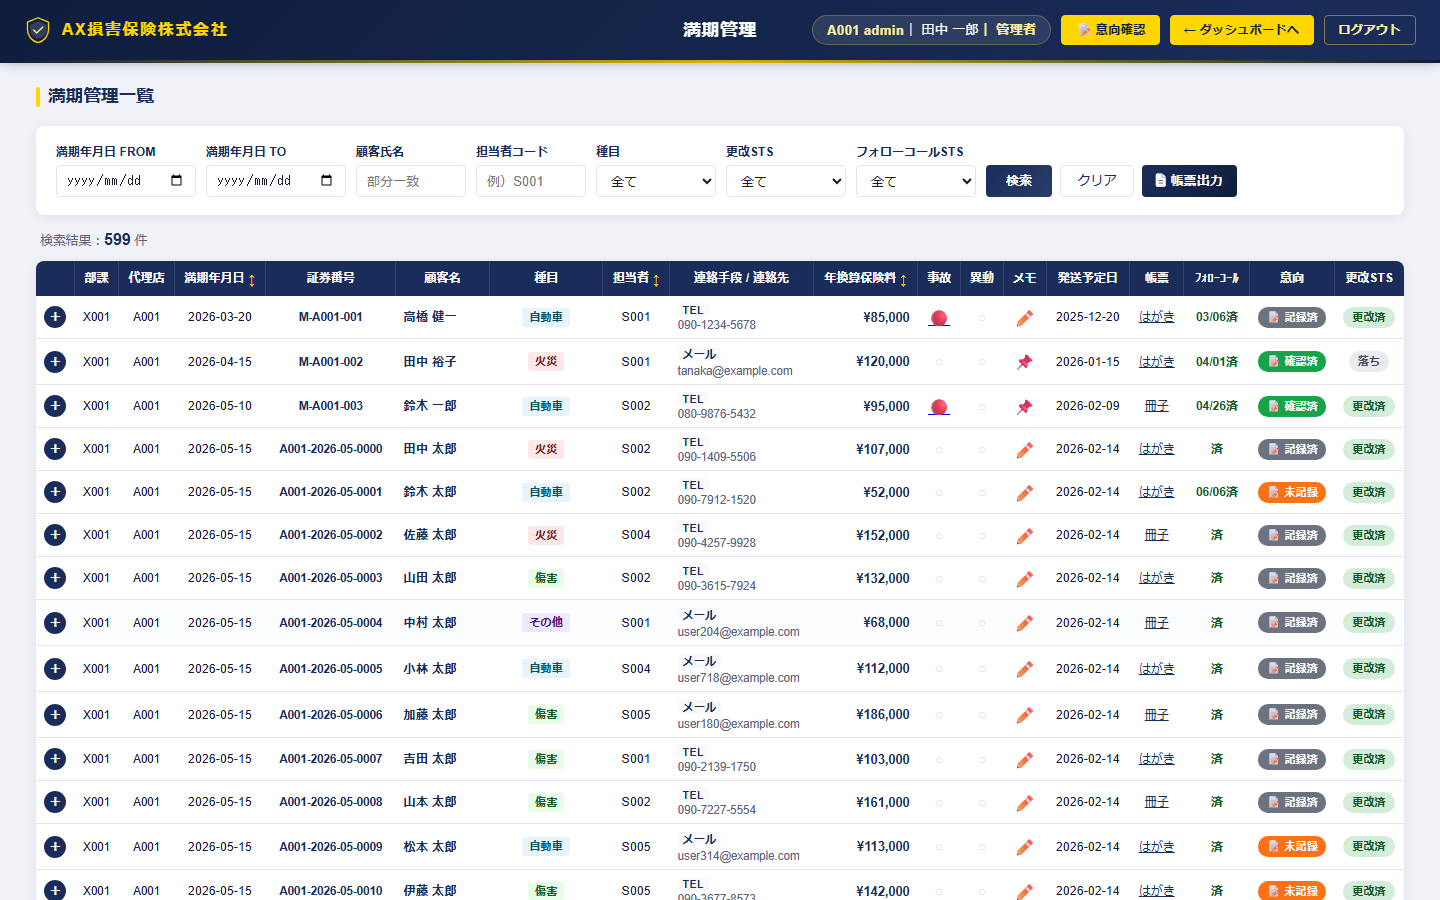 AX損害保険株式会社
満期管理
A001 admin | 田中 一郎 | 管理者
意向確認
← ダッシュボードへ
ログアウト
満期管理一覧
満期年月日 FROM 満期年月日 TO 顧客氏名 担当者コード 種目 更改STS フォローコールSTS
yyyy/mm/dd yyyy/mm/dd 部分一致 例）S001 全て 全て 全て 検索 クリア 帳票出力
検索結果：599 件
部課 代理店 満期年月日 ↕ 証券番号 顧客名 種目 担当者 ↕ 連絡手段 / 連絡先 年換算保険料 ↕ 事故 異動 メモ 発送予定日 帳票 ﾌｫﾛｰｺｰﾙ 意向 更改STS
+ X001 A001 2026-03-20 M-A001-001 高橋 健一 自動車 S001 TEL 090-1234-5678 ¥85,000 ○ 2025-12-20 はがき 03/06済 記録済 更改済
+ X001 A001 2026-04-15 M-A001-002 田中 裕子 火災 S001 メール tanaka@example.com ¥120,000 ○ ○ 2026-01-15 はがき 04/01済 確認済 落ち
+ X001 A001 2026-05-10 M-A001-003 鈴木 一郎 自動車 S002 TEL 080-9876-5432 ¥95,000 ○ 2026-02-09 冊子 04/26済 確認済 更改済
+ X001 A001 2026-05-15 A001-2026-05-0000 田中 太郎 火災 S002 TEL 090-1409-5506 ¥107,000 ○ ○ 2026-02-14 はがき 済 記録済 更改済
+ X001 A001 2026-05-15 A001-2026-05-0001 鈴木 太郎 自動車 S002 TEL 090-7912-1520 ¥52,000 ○ ○ 2026-02-14 はがき 06/06済 未記録 更改済
+ X001 A001 2026-05-15 A001-2026-05-0002 佐藤 太郎 火災 S004 TEL 090-4257-9928 ¥152,000 ○ ○ 2026-02-14 冊子 済 記録済 更改済
+ X001 A001 2026-05-15 A001-2026-05-0003 山田 太郎 傷害 S002 TEL 090-3615-7924 ¥132,000 ○ ○ 2026-02-14 はがき 済 記録済 更改済
+ X001 A001 2026-05-15 A001-2026-05-0004 中村 太郎 その他 S001 メール user204@example.com ¥68,000 ○ ○ 2026-02-14 冊子 済 記録済 更改済
+ X001 A001 2026-05-15 A001-2026-05-0005 小林 太郎 自動車 S004 メール user718@example.com ¥112,000 ○ ○ 2026-02-14 はがき 済 記録済 更改済
+ X001 A001 2026-05-15 A001-2026-05-0006 加藤 太郎 傷害 S005 メール user180@example.com ¥186,000 ○ ○ 2026-02-14 冊子 済 記録済 更改済
+ X001 A001 2026-05-15 A001-2026-05-0007 吉田 太郎 傷害 S001 TEL 090-2139-1750 ¥103,000 ○ ○ 2026-02-14 はがき 済 記録済 更改済
+ X001 A001 2026-05-15 A001-2026-05-0008 山本 太郎 傷害 S002 TEL 090-7227-5554 ¥161,000 ○ ○ 2026-02-14 冊子 済 記録済 更改済
+ X001 A001 2026-05-15 A001-2026-05-0009 松本 太郎 自動車 S005 メール user314@example.com ¥113,000 ○ ○ 2026-02-14 はがき 済 未記録 更改済
+ X001 A001 2026-05-15 A001-2026-05-0010 伊藤 太郎 傷害 S005 TEL 090-3677-8573 ¥142,000 ○ ○ 2026-02-14 はがき 済 未記録 更改済